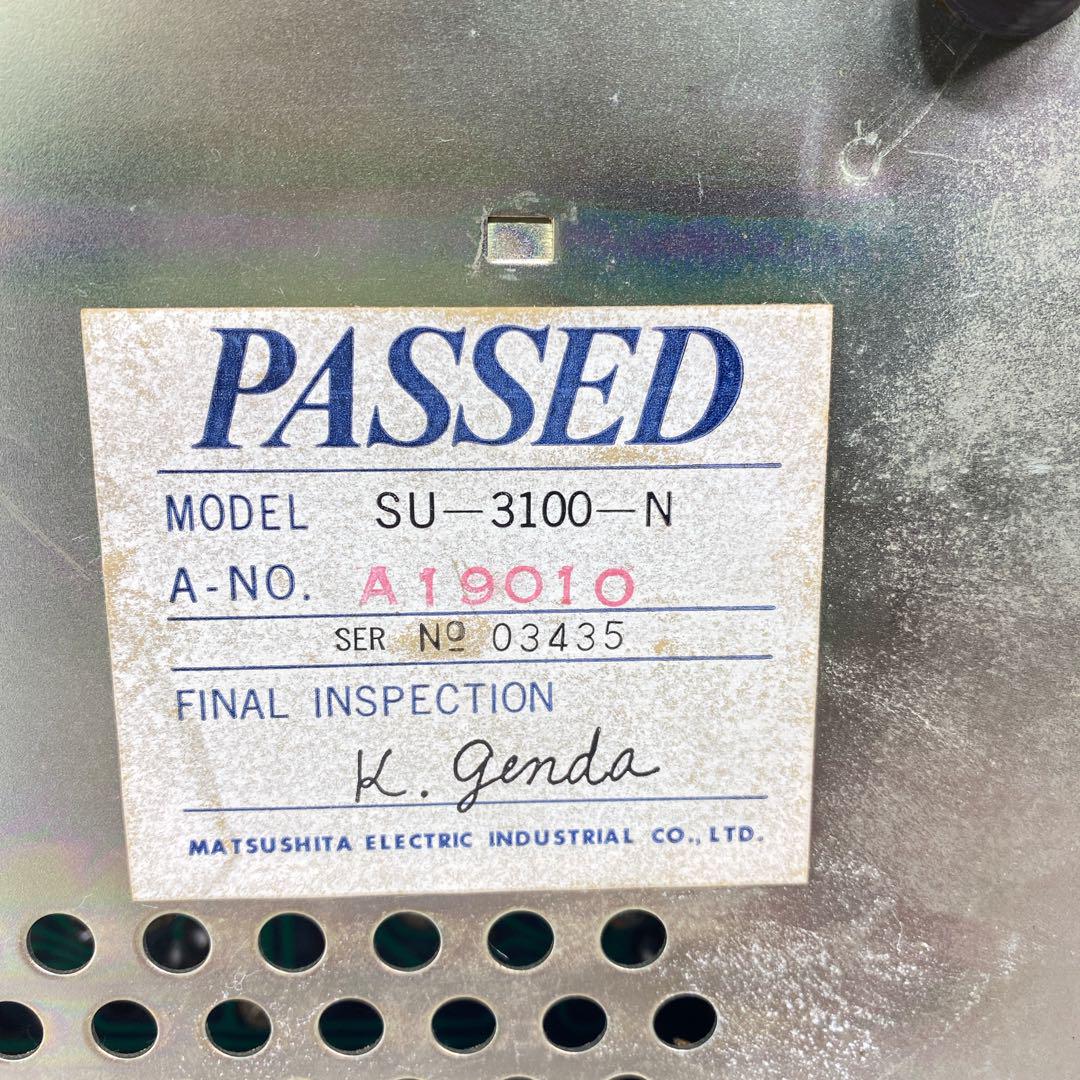 PASSED
MODEL SU-3100-N
A-NO. A19010
SER Nº 03435
FINAL INSPECTION
K. Genda
MATSUSHITA ELECTRIC INDUSTRIAL CO., LTD.